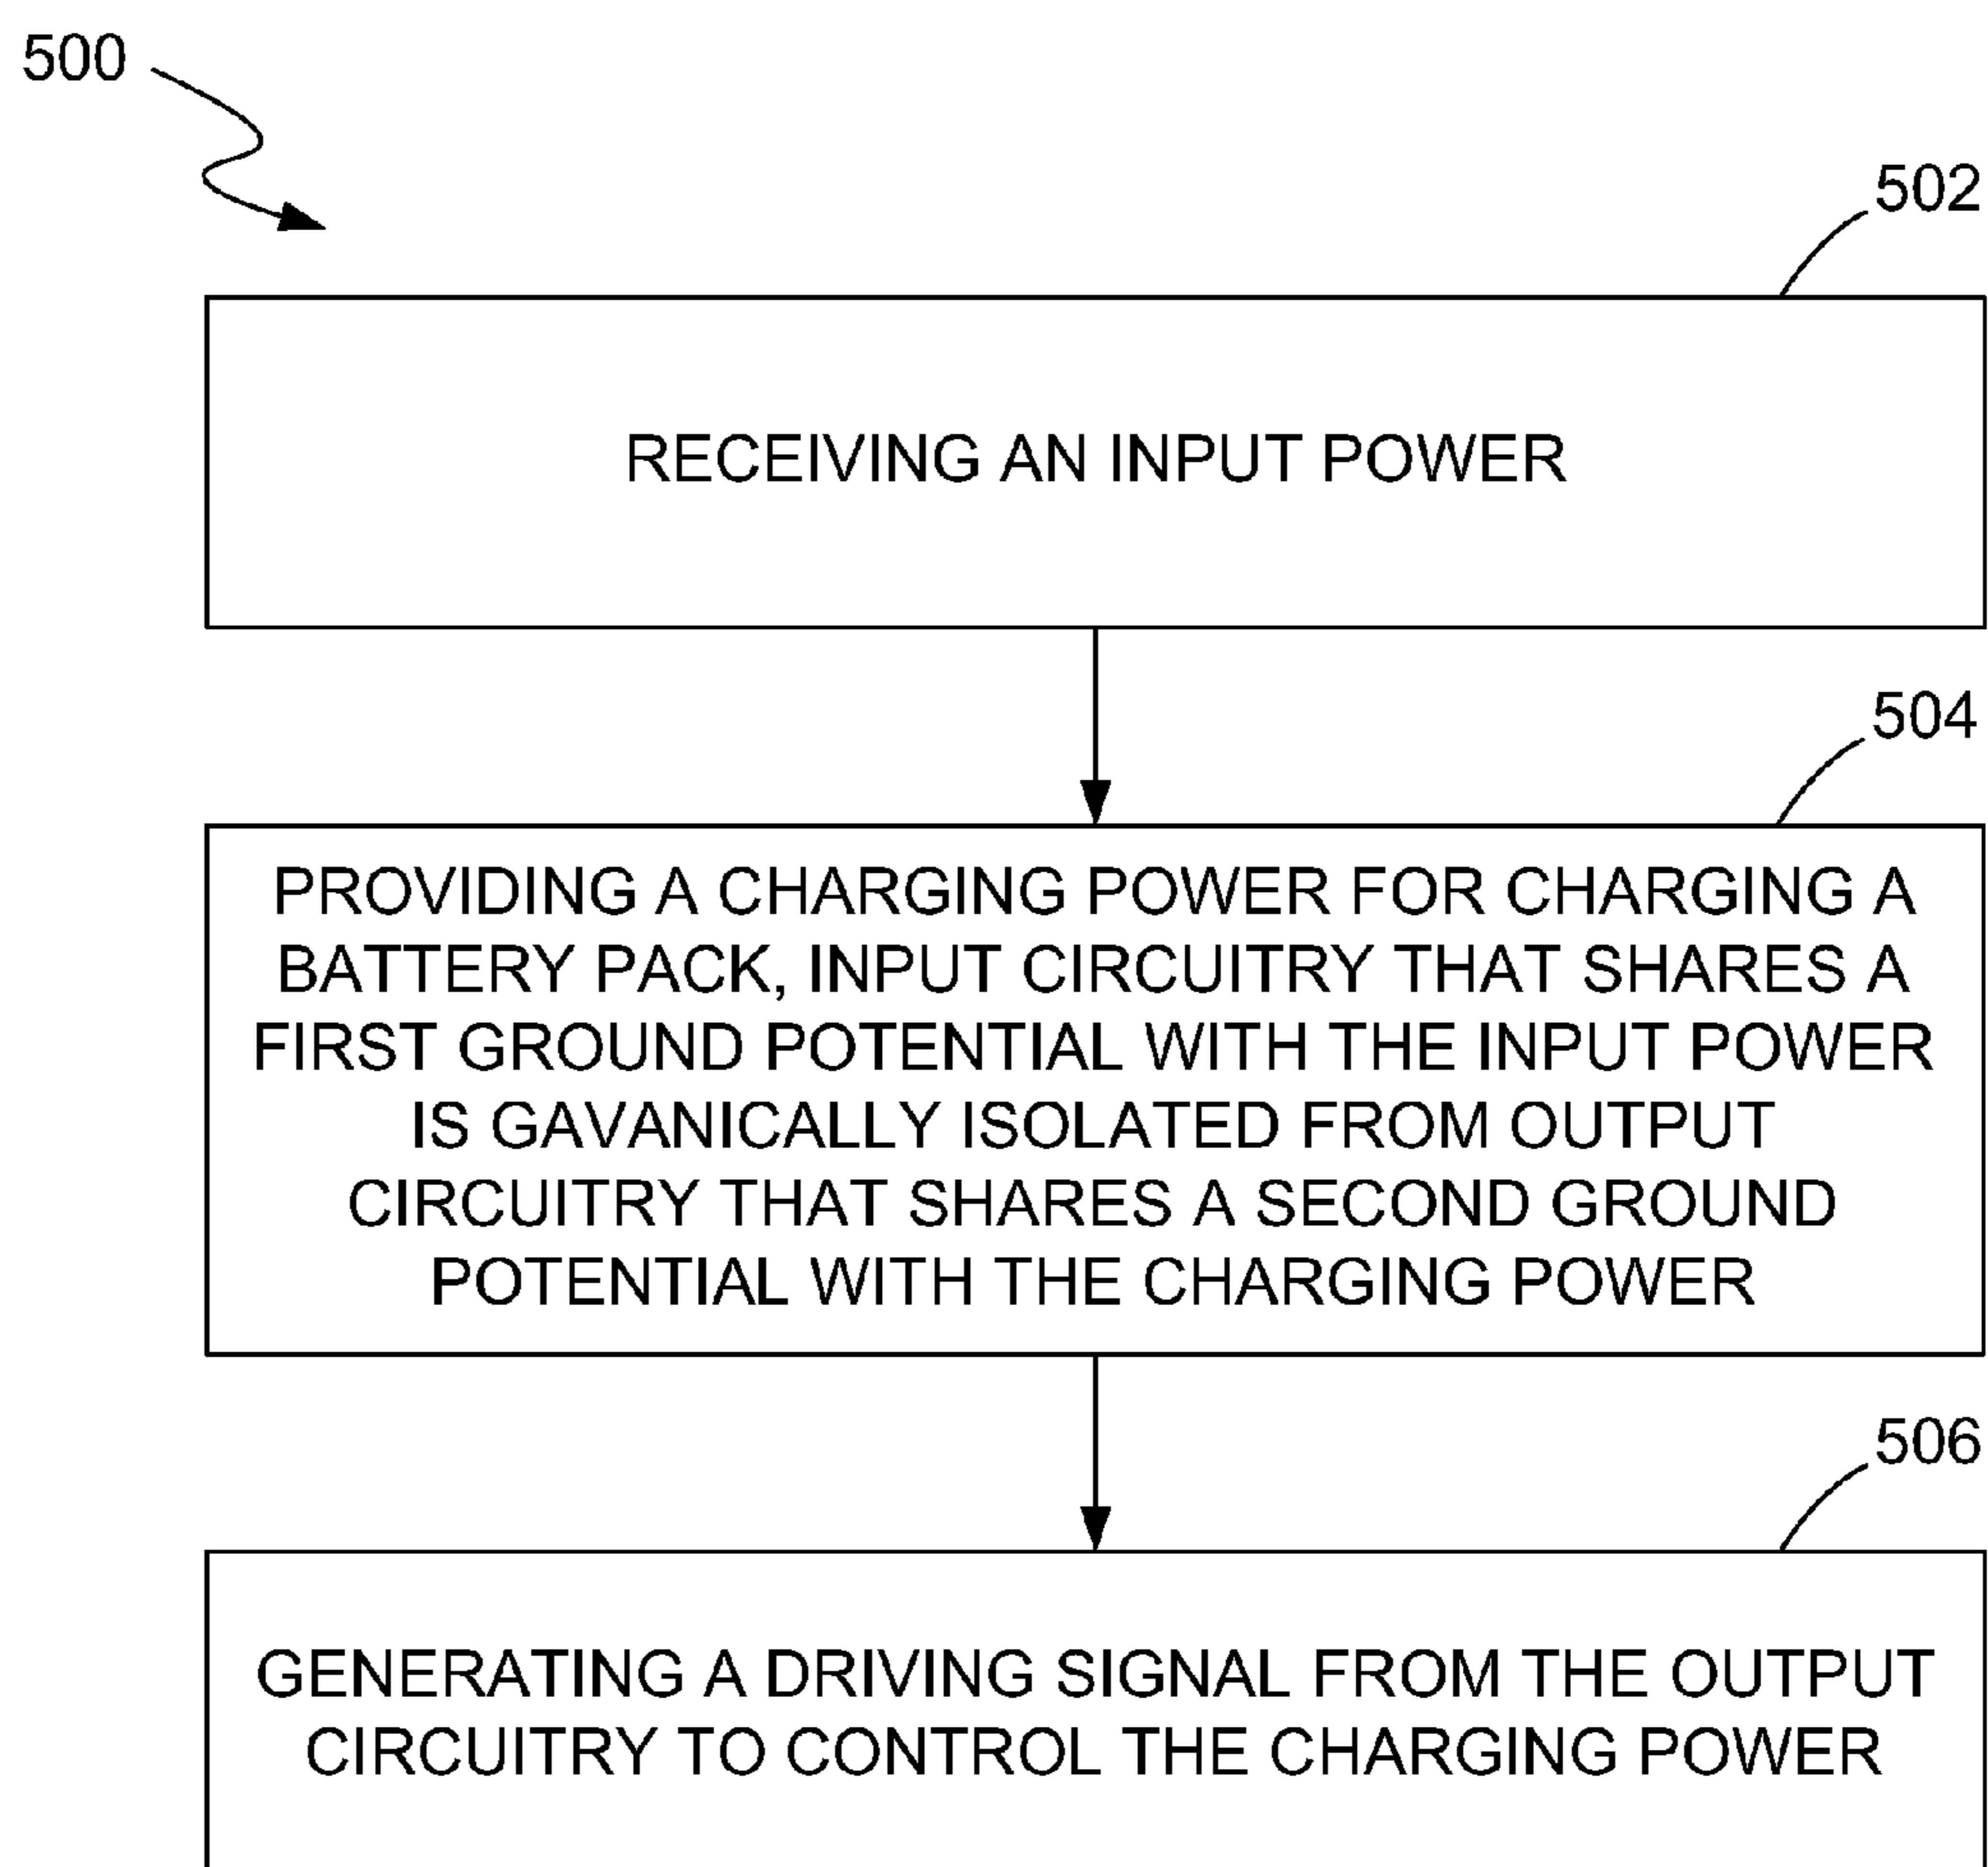 500
502
RECEIVING AN INPUT POWER
504
PROVIDING A CHARGING POWER FOR CHARGING A
BATTERY PACK, INPUT CIRCUITRY THAT SHARES A
FIRST GROUND POTENTIAL WITH THE INPUT POWER
IS GAVANICALLY ISOLATED FROM OUTPUT
CIRCUITRY THAT SHARES A SECOND GROUND
POTENTIAL WITH THE CHARGING POWER
506
GENERATING A DRIVING SIGNAL FROM THE OUTPUT
CIRCUITRY TO CONTROL THE CHARGING POWER